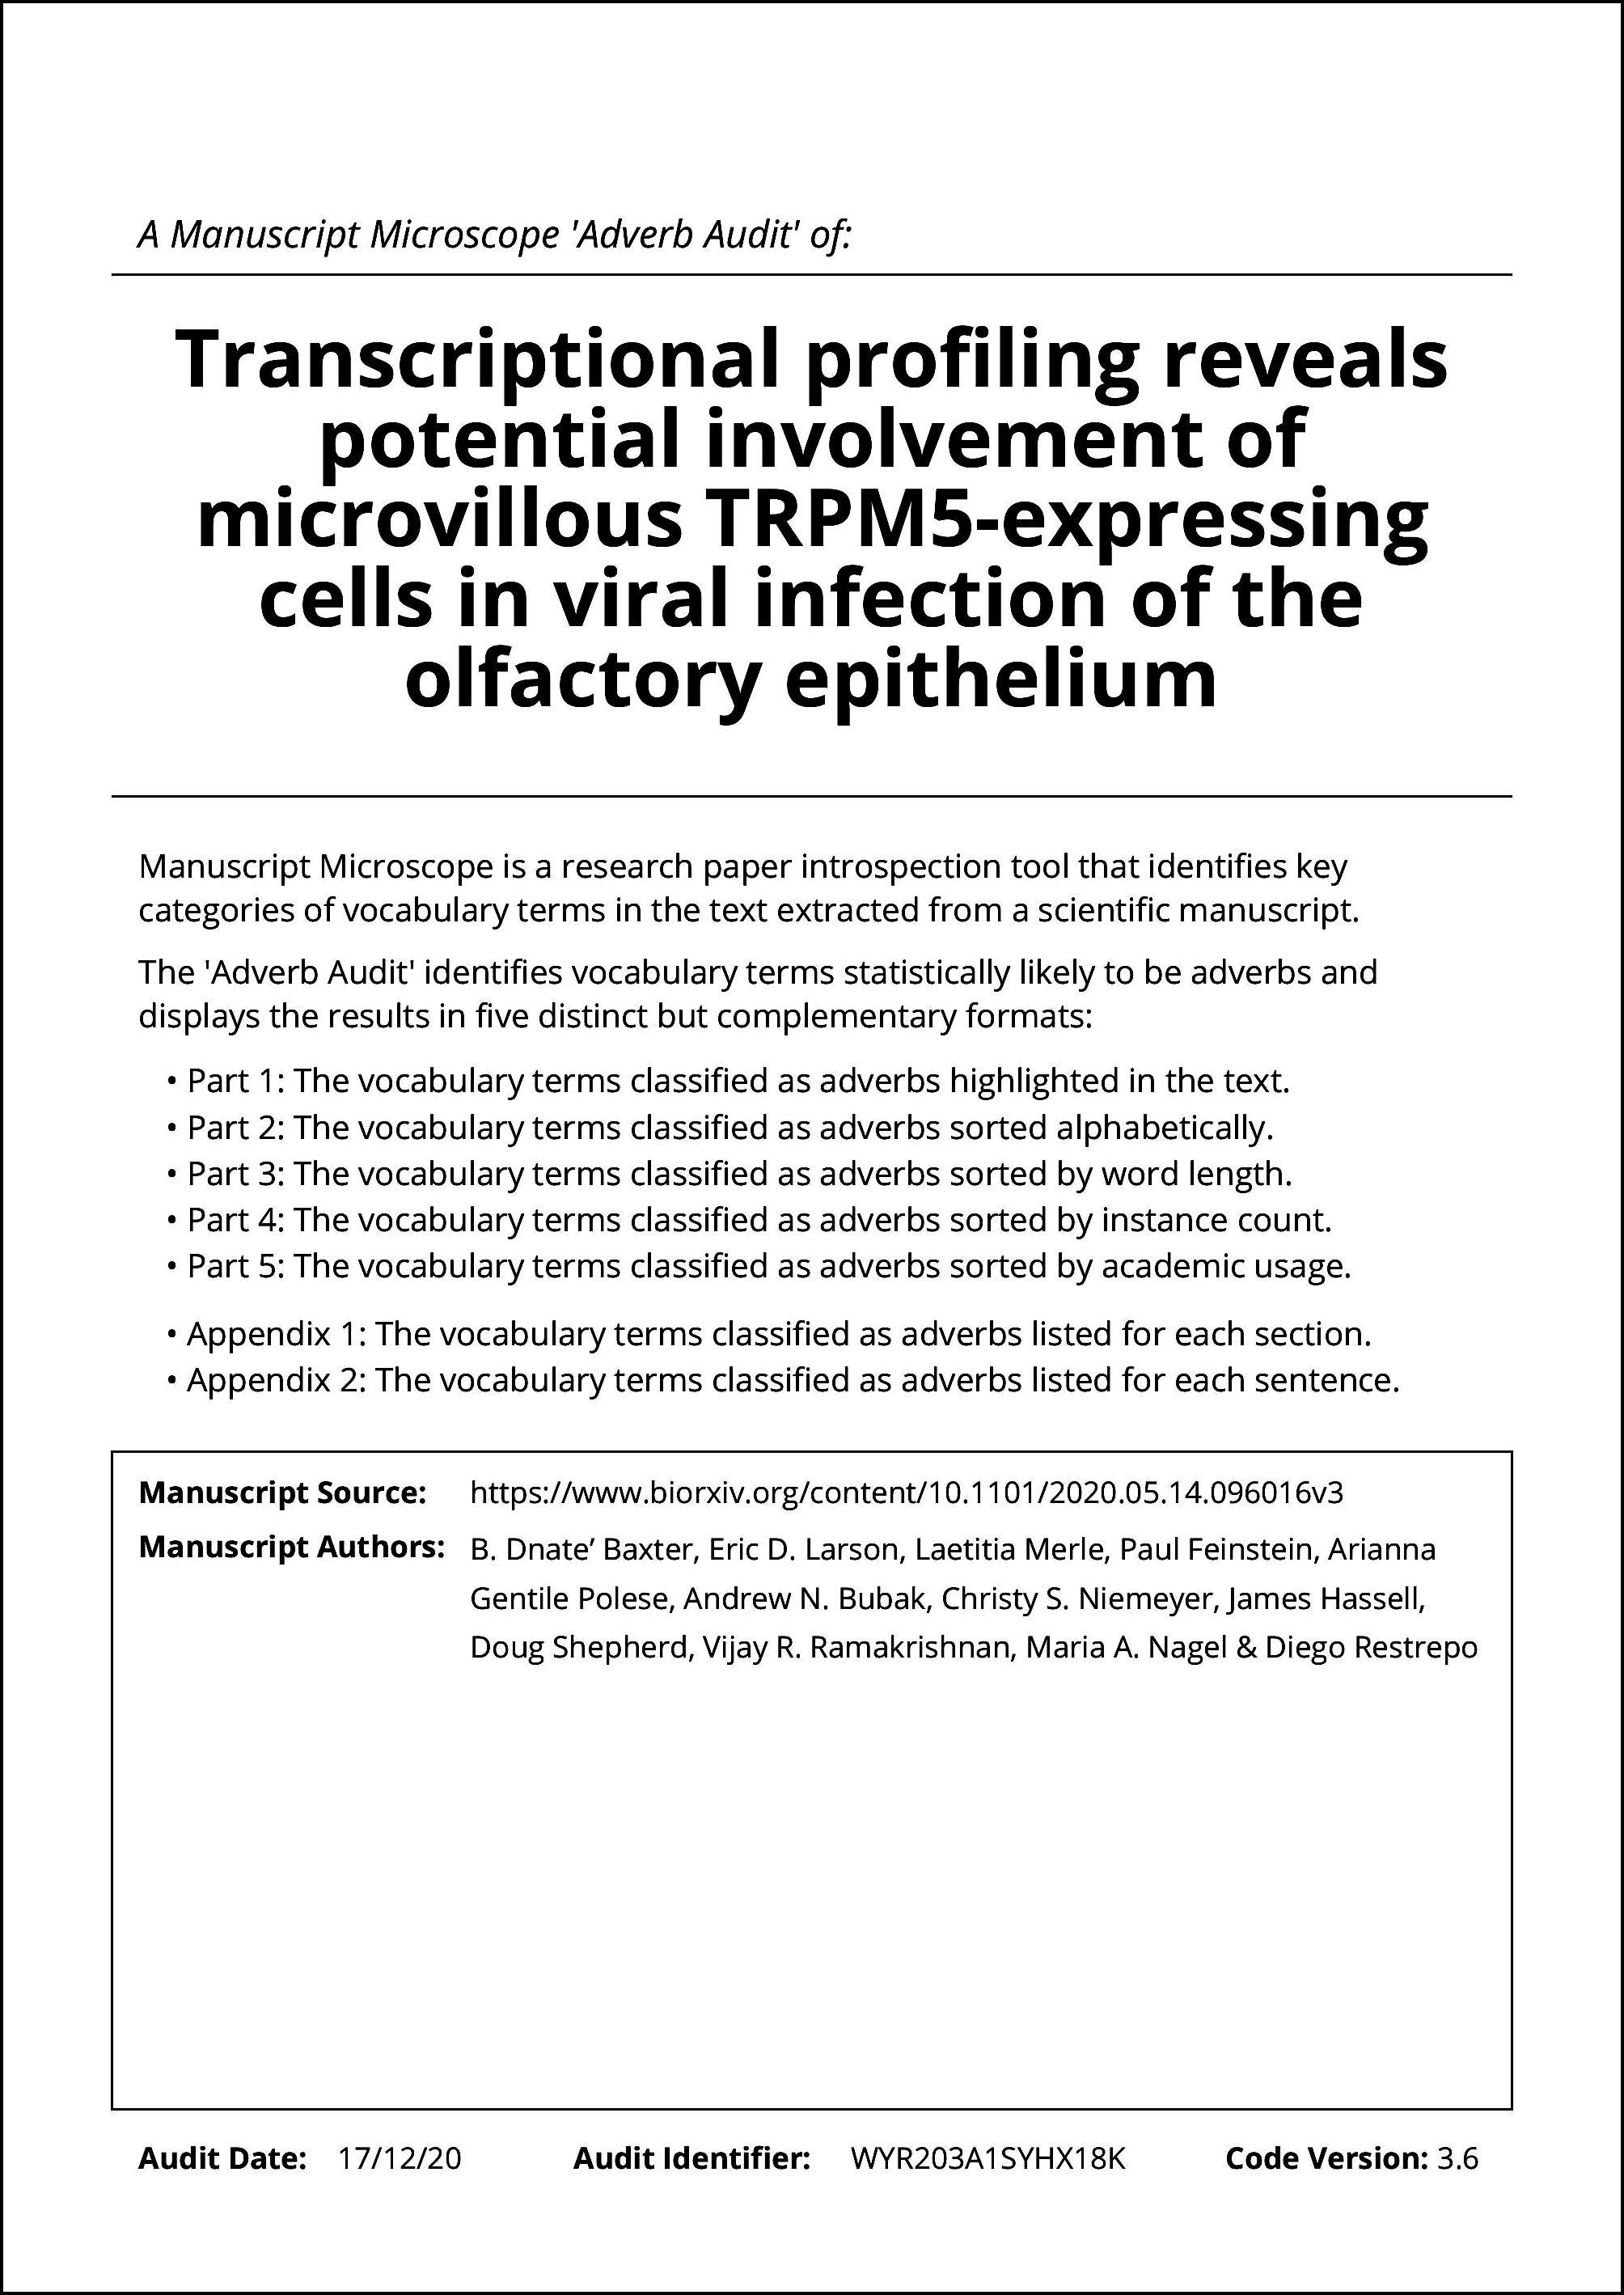 A Manuscript Microscope 'Adverb Audit' of:
Transcriptional profiling reveals
potential involvement of
microvillous TRPM5-expressing
cells in viral infection of the
olfactory epithelium
Manuscript Microscope is a research paper introspection tool that identifies key
categories of vocabulary terms in the text extracted from a scientific manuscript.
The 'Adverb Audit' identifies vocabulary terms statistically likely to be adverbs and
displays the results in five distinct but complementary formats:
• Part 1: The vocabulary terms classified as adverbs highlighted in the text.
• Part 2: The vocabulary terms classified as adverbs sorted alphabetically.
• Part 3: The vocabulary terms classified as adverbs sorted by word length.
• Part 4: The vocabulary terms classified as adverbs sorted by instance count.
• Part 5: The vocabulary terms classified as adverbs sorted by academic usage.
• Appendix 1: The vocabulary terms classified as adverbs listed for each section.
• Appendix 2: The vocabulary terms classified as adverbs listed for each sentence.
Manuscript Source: https://www.biorxiv.org/content/10.1101/2020.05.14.096016v3
Manuscript Authors: B. Dnate’ Baxter, Eric D. Larson, Laetitia Merle, Paul Feinstein, Arianna
Gentile Polese, Andrew N. Bubak, Christy S. Niemeyer, James Hassell,
Doug Shepherd, Vijay R. Ramakrishnan, Maria A. Nagel & Diego Restrepo
Audit Date: 17/12/20 Audit Identifier: WYR203A1SYHX18K Code Version: 3.6